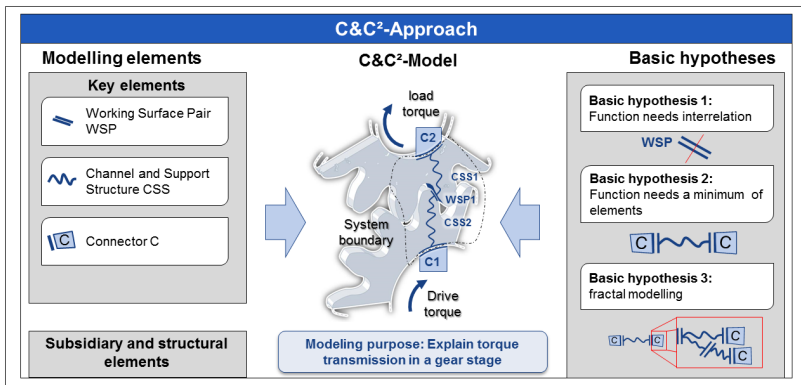 C&C²-Approach
Modelling elements
Key elements
Working Surface Pair
WSP
Channel and Support
Structure CSS
C
Connector C
Subsidiary and structural
elements
C&C²-Model
load
torque
C2
CSS1
WSP1
CSS2
System
boundary
C1
Drive
torque
Modeling purpose: Explain torque
transmission in a gear stage
Basic hypotheses
Basic hypothesis 1:
Function needs interrelation
WSP
Basic hypothesis 2:
Function needs a minimum of
elements
C C
Basic hypothesis 3:
fractal modelling
C C
C
C